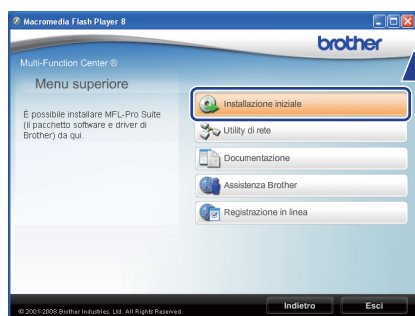 Macromedia Flash Player 8
brother
Multi-Function Center ®
Menu superiore
È possibile installare MFL-Pro Suite
(il pacchetto software e driver di
Brother) da qui.
Installazione iniziale
Utility di rete
Documentazione
Assistenza Brother
Registrazione in linea
© 2001-2008 Brother Industries, Ltd. All Rights Reserved.
Indietro
Esci